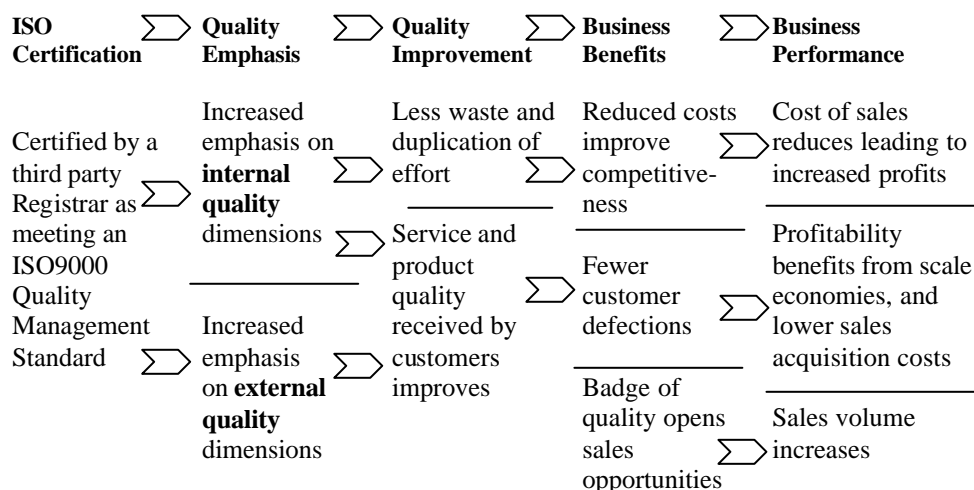 ISO
Certification
Quality
Emphasis
Quality
Improvement
Business
Benefits
Business
Performance
Certified by a
third party
Registrar as
meeting an
ISO9000
Quality
Management
Standard
Increased
emphasis on
internal
quality
dimensions
Increased
emphasis
on external
quality
dimensions
Less waste and
duplication of
effort
Service and
product
quality
received by
customers
improves
Reduced costs
improve
competitive-
ness
Fewer
customer
defections
Badge of
quality opens
sales
opportunities
Cost of sales
reduces leading to
increased profits
Profitability
benefits from scale
economies, and
lower sales
acquisition costs
Sales volume
increases